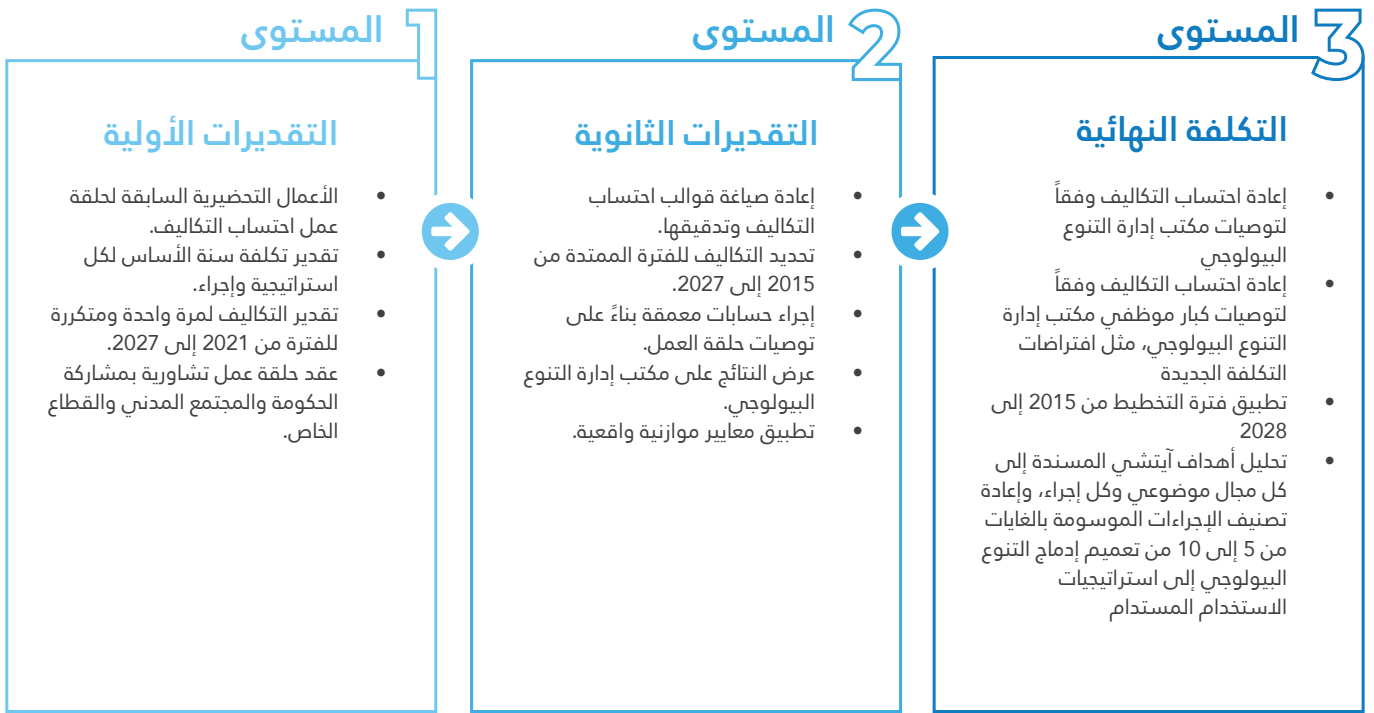 المستوى 1
التقديرات الأولية
• الأعمال التحضيرية السابقة لحلقة
عمل احتساب التكاليف.
• تقدير تكلفة سنة الأساس لكل
استراتيجية وإجراء.
• تقدير التكاليف لمرة واحدة ومتكررة
للفترة من 2021 إلى 2027.
• عقد حلقة عمل تشاورية بمشاركة
الحكومة والمجتمع المدني والقطاع
الخاص.
المستوى 2
التقديرات الثانوية
• إعادة صياغة قوالب احتساب
التكاليف وتدقيقها.
• تحديد التكاليف للفترة الممتدة من
2015 إلى 2027.
• إجراء حسابات معمقة بناءً على
توصيات حلقة العمل.
• عرض النتائج على مكتب إدارة التنوع
البيولوجي.
• تطبيق معايير موازنية واقعية.
المستوى 3
التكلفة النهائية
• إعادة احتساب التكاليف وفقاً
لتوصيات مكتب إدارة التنوع
البيولوجي
• إعادة احتساب التكاليف وفقاً
لتوصيات كبار موظفي مكتب إدارة
التنوع البيولوجي، مثل افتراضات
التكلفة الجديدة
• تطبيق فترة التخطيط من 2015 إلى
2028
• تحليل أهداف آيتشي المسندة إلى
كل مجال موضوعي وكل إجراء، وإعادة
تصنيف الإجراءات الموسومة بالغايات
من 5 إلى 10 من تعميم إدماج التنوع
البيولوجي إلى استراتيجيات
الاستخدام المستدام